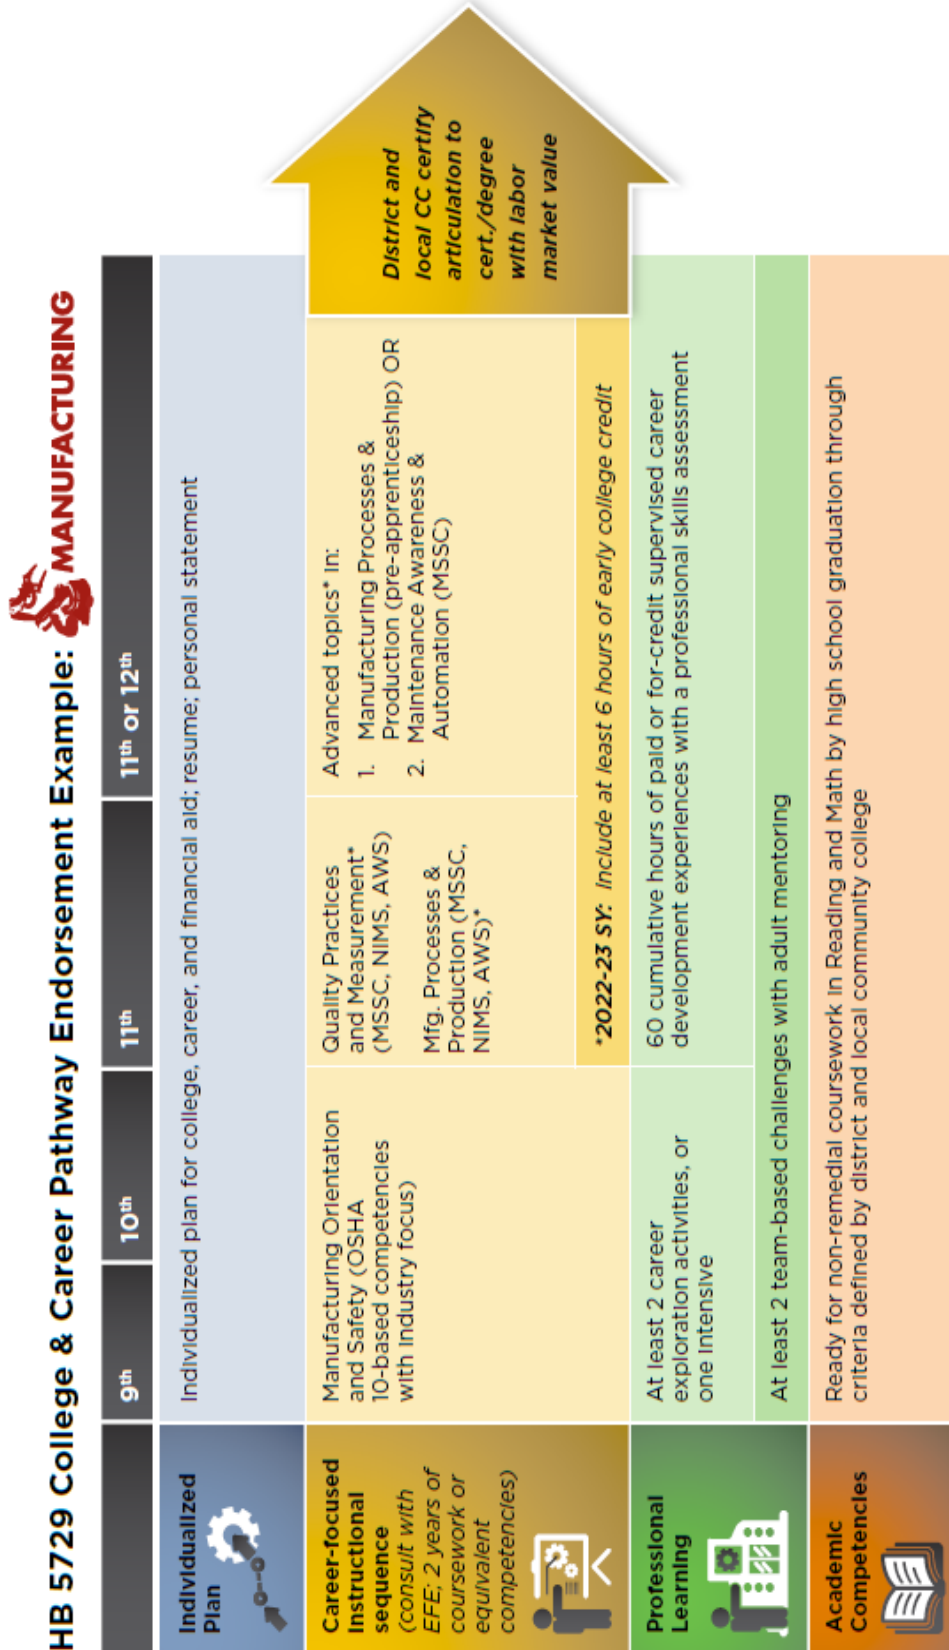 HB 5729 College & Career Pathway Endorsement Example: MANUFACTURING
9th
10th
11th
11th or 12th
Individualized
Plan
Individualized plan for college, career, and financial aid; resume; personal statement
Career-focused
Instructional
sequence
(consult with
EFE; 2 years of
coursework or
equivalent
competencies)
Manufacturing Orientation
and Safety (OSHA
10-based competencies
with industry focus)
Quality Practices
and Measurement*
(MSSC, NIMS, AWS)
Mfg. Processes &
Production (MSSC,
NIMS, AWS)*
Advanced topics* in:
1. Manufacturing Processes &
Production (pre-apprenticeship) OR
2. Maintenance Awareness &
Automation (MSSC)
*2022-23 SY: Include at least 6 hours of early college credit
District and
local CC certify
articulation to
cert./degree
with labor
market value
Professional
Learning
At least 2 career
exploration activities, or
one intensive
60 cumulative hours of paid or for-credit supervised career
development experiences with a professional skills assessment
At least 2 team-based challenges with adult mentoring
Academic
Competencies
Ready for non-remedial coursework in Reading and Math by high school graduation through
criteria defined by district and local community college